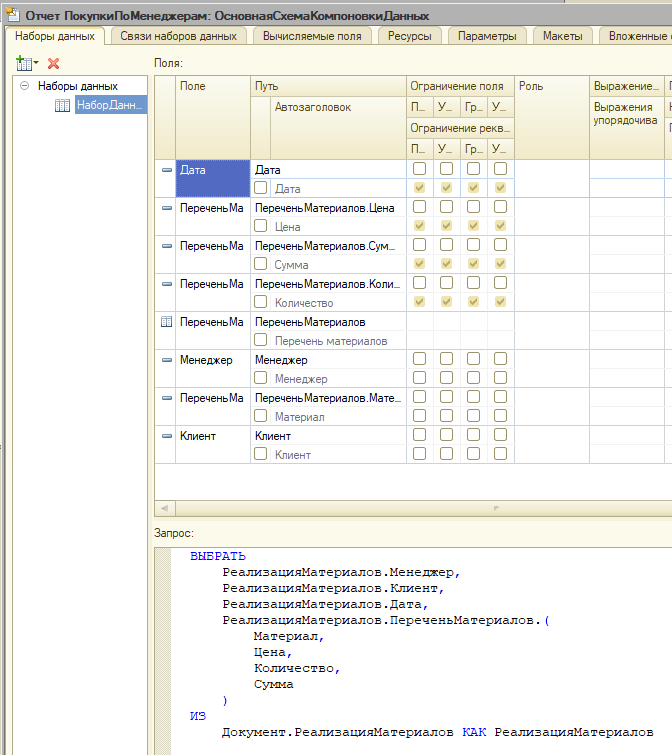 Отчет ПокупкиПоМенеджерам: ОсновнаяСхемаКомпоновкиДанных
Наборы данных
Связи наборов данных
Вычисляемые поля
Ресурсы
Параметры
Макеты
Вложенные
Наборы данных
НаборДанн...
Поля:
Поле
Путь
Автозаголовок
Ограничение поля
П... У... Гр... У...
Ограничение рекв...
П... У... Гр... У...
Роль
Выражение...
Выражения
упорядочива
Дата
Дата
Дата
ПереченьМа
ПереченьМатериалов.Цена
Цена
ПереченьМа
ПереченьМатериалов.Сум...
Сумма
ПереченьМа
ПереченьМатериалов.Коли...
Количество
ПереченьМа
ПереченьМатериалов
Перечень материалов
Менеджер
Менеджер
Менеджер
ПереченьМа
ПереченьМатериалов.Мате...
Материал
Клиент
Клиент
Клиент
Запрос:
ВЫБРАТЬ
РеализацияМатериалов.Менеджер,
РеализацияМатериалов.Клиент,
РеализацияМатериалов.Дата,
РеализацияМатериалов.ПереченьМатериалов.(
Материал,
Цена,
Количество,
Сумма
)
ИЗ
Документ.РеализацияМатериалов КАК РеализацияМатериалов